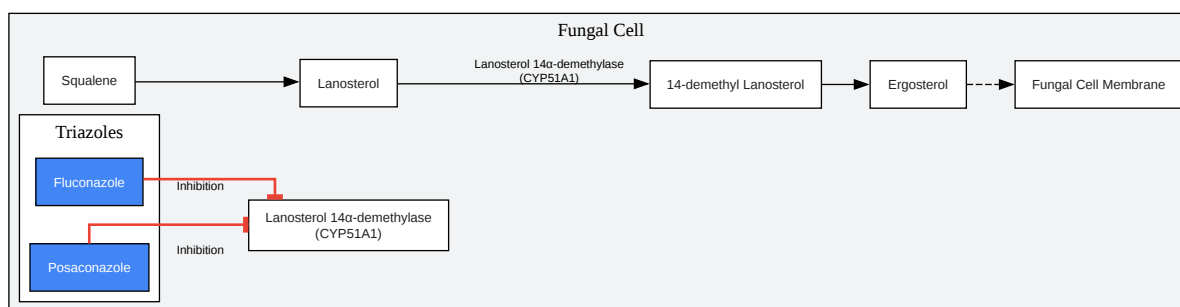 Fungal Cell
Lanosterol 14α-demethylase
(CYP51A1)
Squalene
Lanosterol
14-demethyl Lanosterol
Ergosterol
Fungal Cell Membrane
Triazoles
Fluconazole
Inhibition
Lanosterol 14α-demethylase
(CYP51A1)
Inhibition
Posaconazole